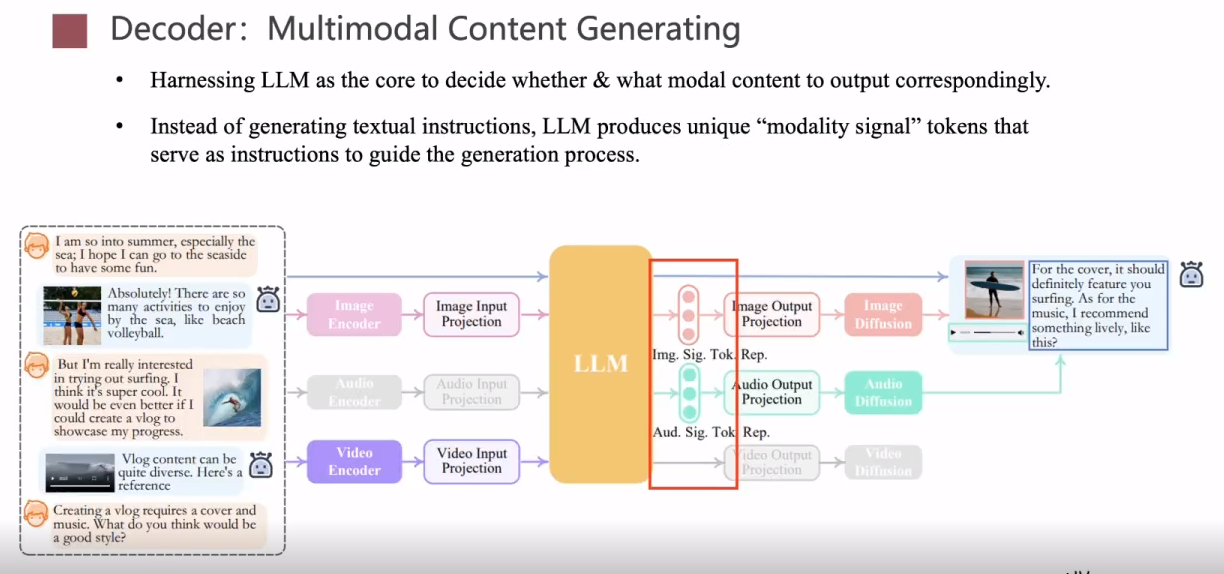 Decoder：Multimodal Content Generating
• Harnessing LLM as the core to decide whether & what modal content to output correspondingly.
• Instead of generating textual instructions, LLM produces unique “modality signal” tokens that
serve as instructions to guide the generation process.
I am so into summer, especially the
sea; I hope I can go to the seaside
to have some fun.
Absolutely! There are so
many activities to enjoy
by the sea, like beach
volleyball.
But I'm really interested
in trying out surfing. I
think it's super cool. It
would be even better if I
could create a vlog to
showcase my progress.
Vlog content can be
quite diverse. Here's a
reference
Creating a vlog requires a cover and
music. What do you think would be
a good style?
Image
Encoder
Image Input
Projection
Audio
Encoder
Audio Input
Projection
Video
Encoder
Video Input
Projection
LLM
Img. Sig. Tok. Rep.
Aud. Sig. Tok. Rep.
Image Output
Projection
Image
Diffusion
Audio Output
Projection
Audio
Diffusion
Video Output
Projection
Video
Diffusion
For the cover, it should
definitely feature you
surfing. As for the
music, I recommend
something lively, like
this?